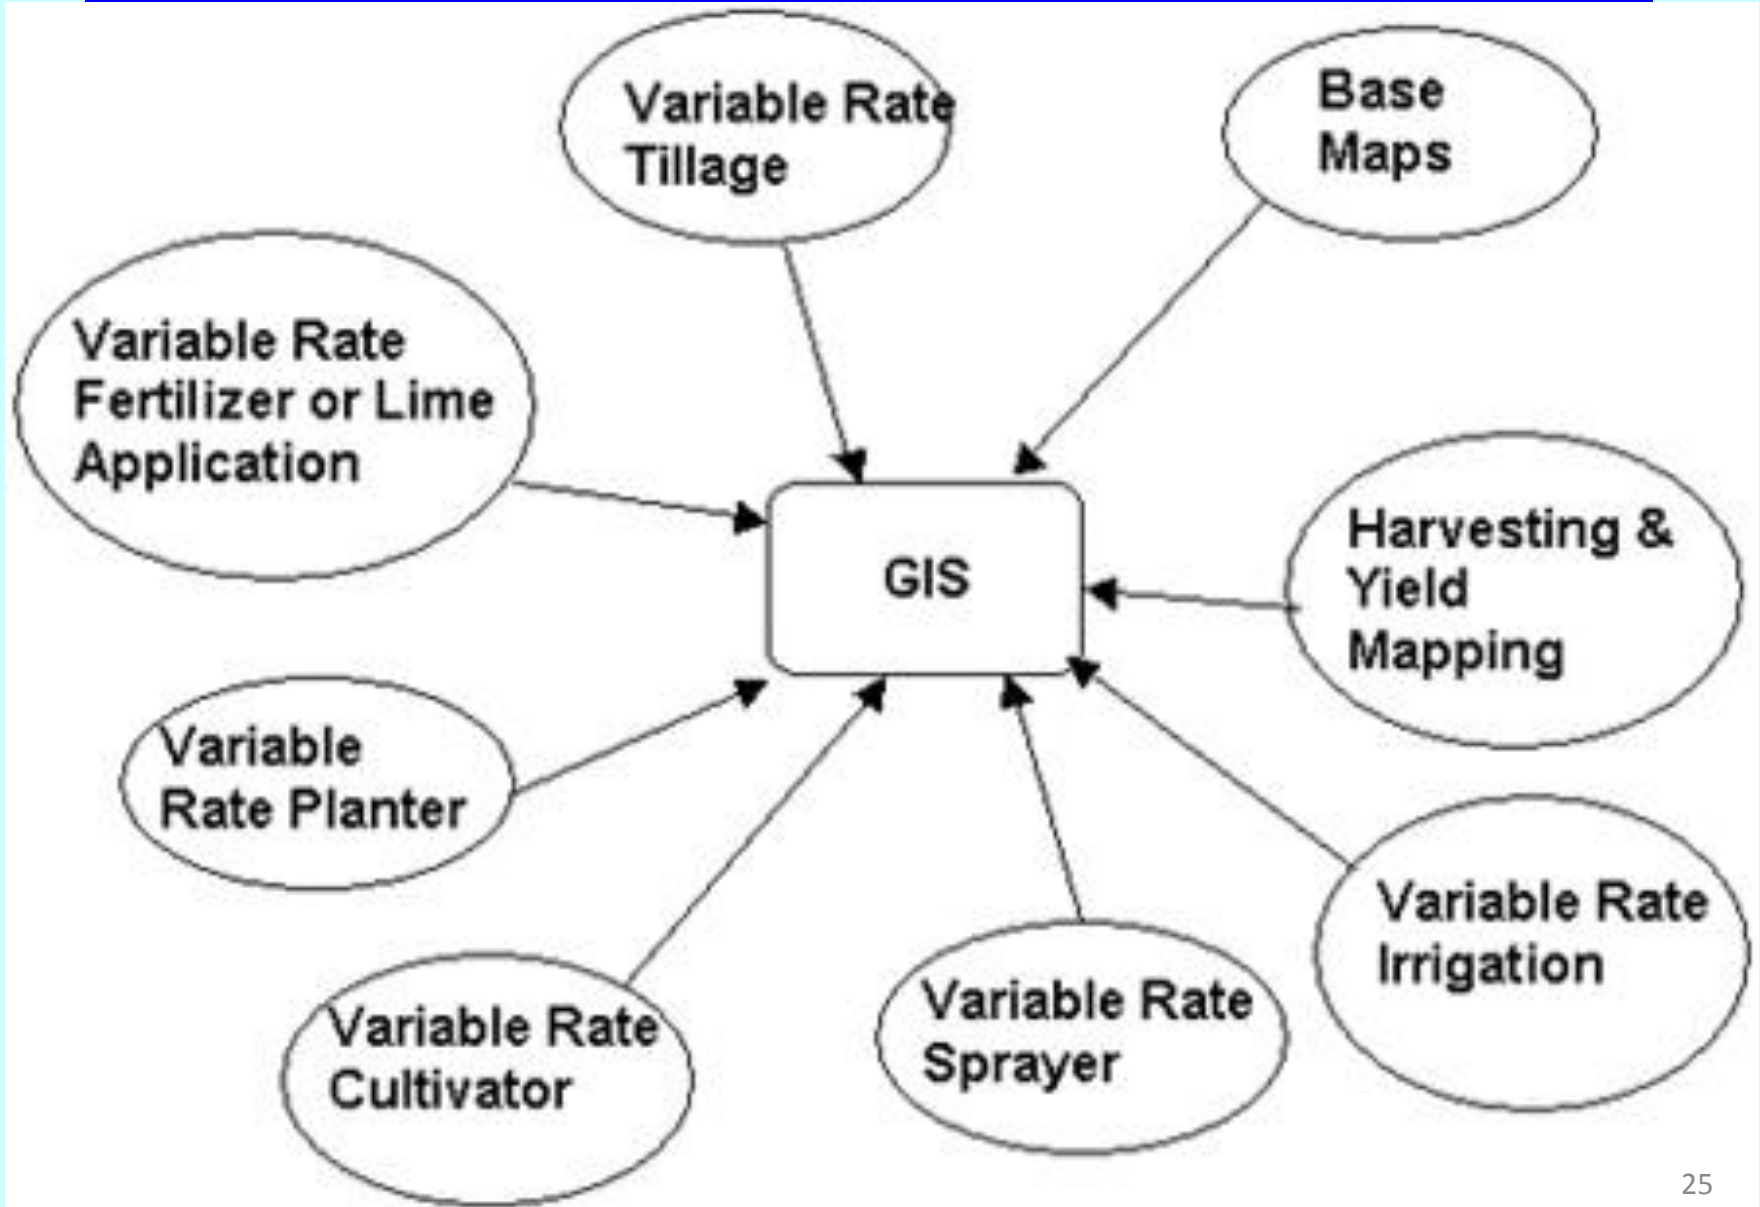 Variable Rate
Tillage
Base
Maps
Variable Rate
Fertilizer or Lime
Application
GIS
Harvesting &
Yield
Mapping
Variable
Rate Planter
Variable Rate
Irrigation
Variable Rate
Cultivator
Variable Rate
Sprayer
25